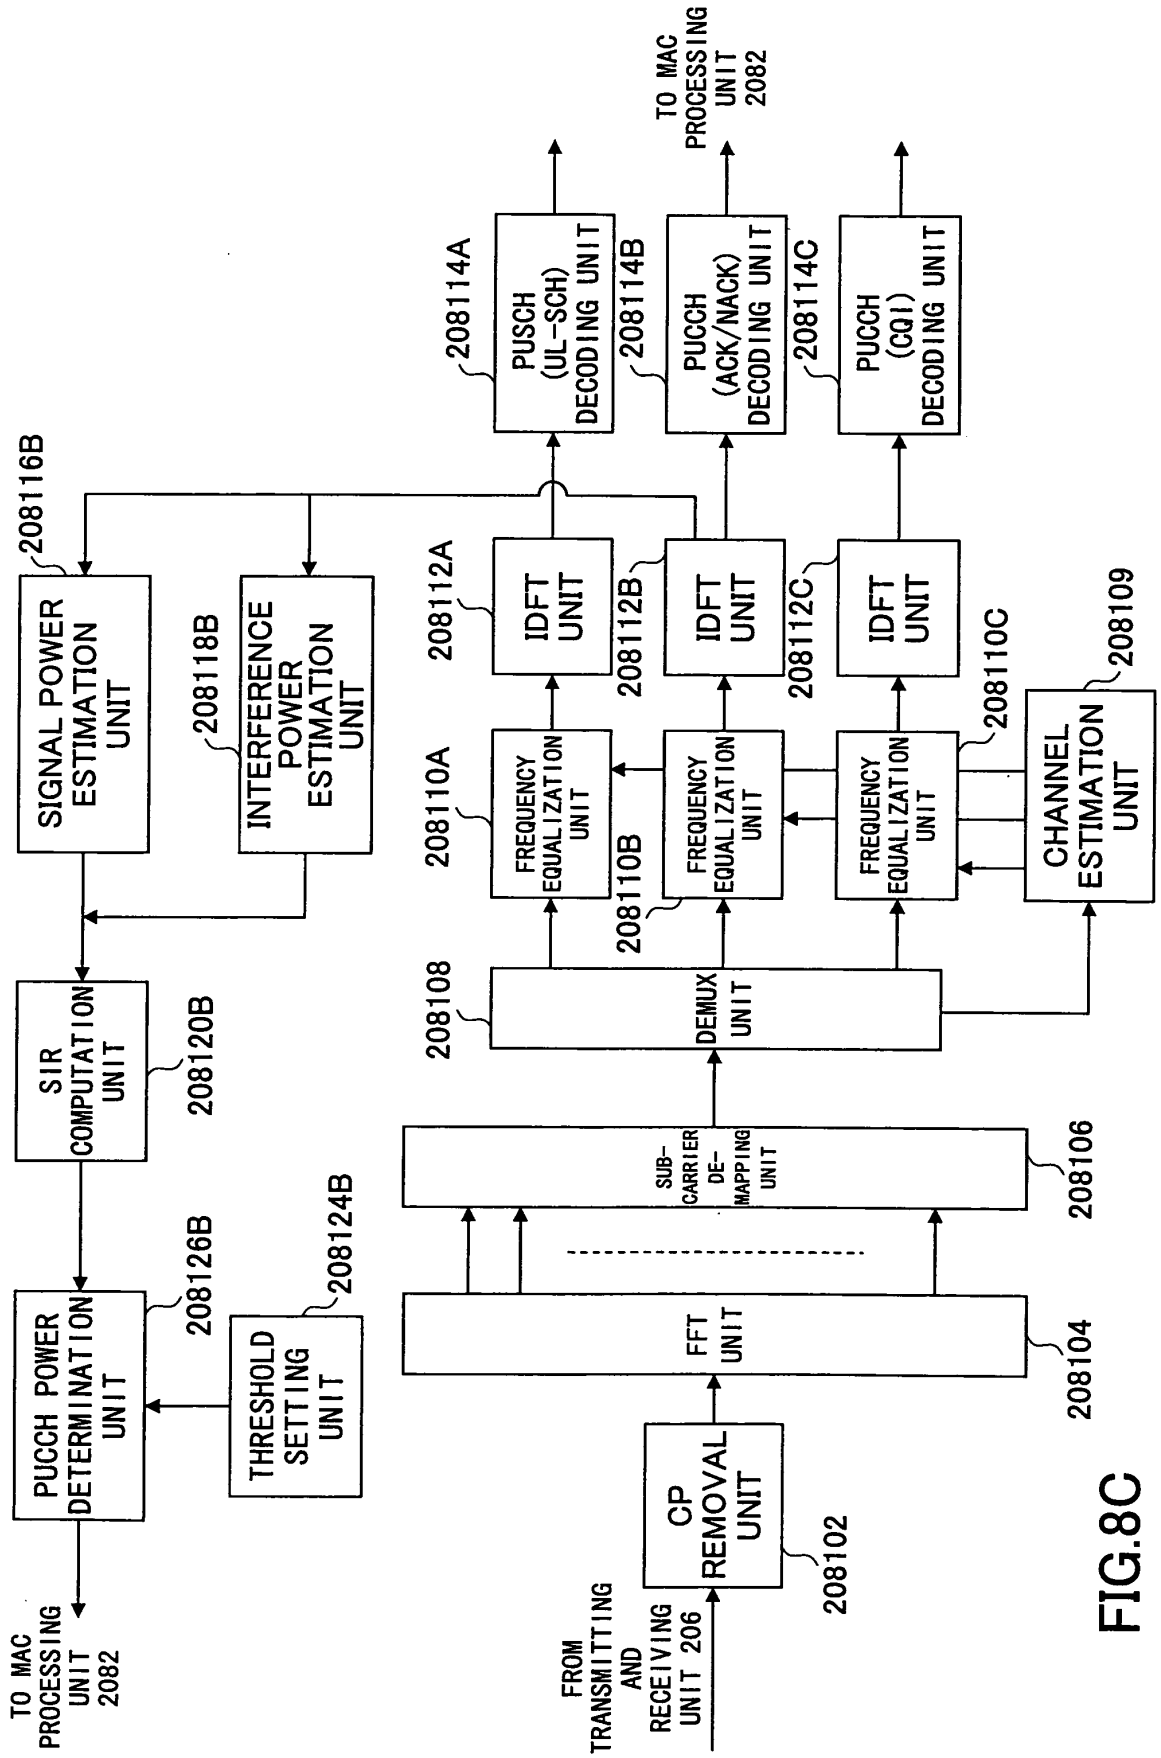 TO MAC
PROCESSING
UNIT
2082
PUCCH POWER
DETERMINATION
UNIT
208126B
THRESHOLD
SETTING
UNIT
208124B
SIR
COMPUTATION
UNIT
208120B
SIGNAL POWER
ESTIMATION
UNIT
208116B
INTERFERENCE
POWER
ESTIMATION
UNIT
208118B
FROM
TRANSMITTING
AND
RECEIVING
UNIT 206
CP
REMOVAL
UNIT
208102
FFT
UNIT
208104
SUB-
CARRIER
DE-
MAPPING
UNIT
208106
DEMUX
UNIT
208108
FREQUENCY
EQUALIZATION
UNIT
208110A
FREQUENCY
EQUALIZATION
UNIT
208110B
FREQUENCY
EQUALIZATION
UNIT
208110C
CHANNEL
ESTIMATION
UNIT
208109
IDFT
UNIT
208112A
IDFT
UNIT
208112B
IDFT
UNIT
208112C
PUSCH
(UL-SCH)
DECODING UNIT
208114A
PUCCH
(ACK/NACK)
DECODING UNIT
208114B
PUCCH
(CQI)
DECODING UNIT
208114C
TO MAC
PROCESSING
UNIT
2082
FIG.8C